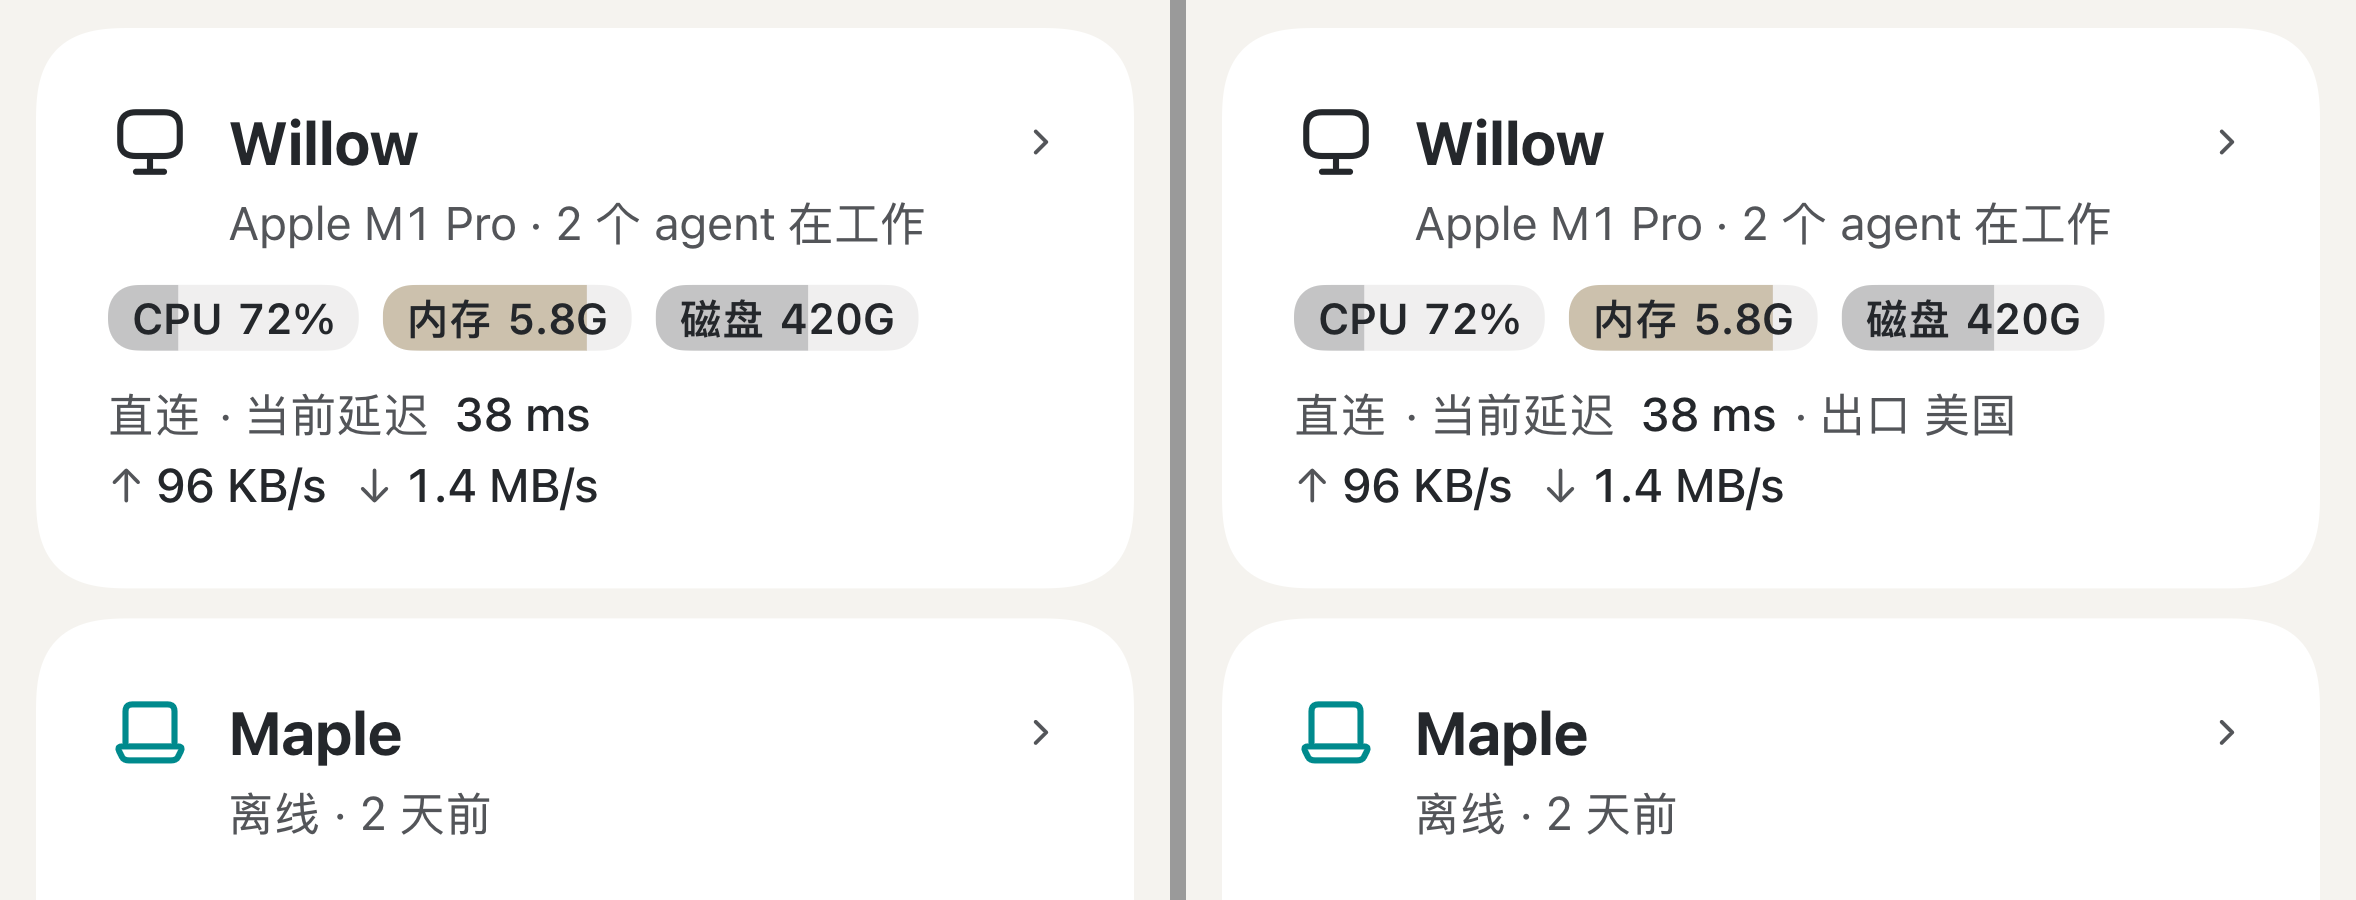 Willow
Apple M1 Pro · 2 个 agent 在工作
CPU 72% 内存 5.8G 磁盘 420G
直连 · 当前延迟 38 ms
↑ 96 KB/s ↓ 1.4 MB/s
Maple
离线 · 2 天前
Willow
Apple M1 Pro · 2 个 agent 在工作
CPU 72% 内存 5.8G 磁盘 420G
直连 · 当前延迟 38 ms · 出口 美国
↑ 96 KB/s ↓ 1.4 MB/s
Maple
离线 · 2 天前